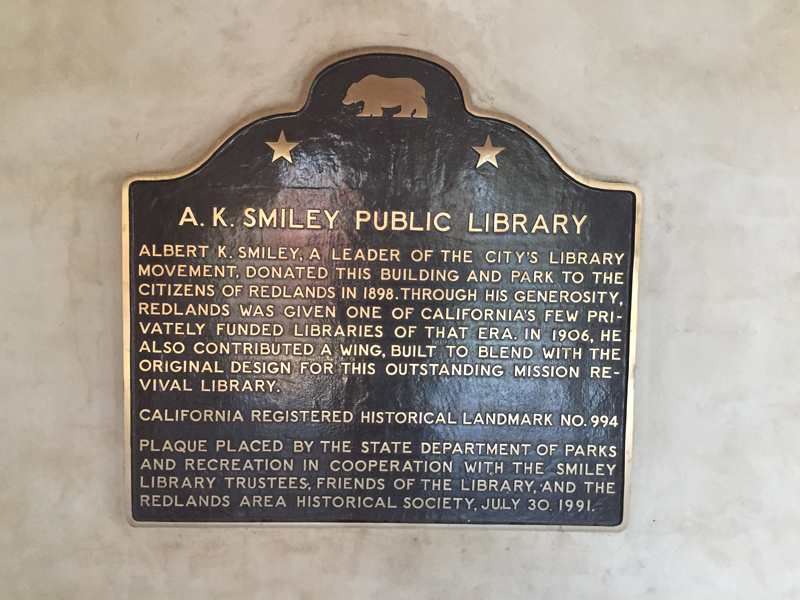 A. K. SMILEY PUBLIC LIBRARY
ALBERT K. SMILEY, A LEADER OF THE CITY'S LIBRARY
MOVEMENT, DONATED THIS BUILDING AND PARK TO THE
CITIZENS OF REDLANDS IN 1898. THROUGH HIS GENEROSITY,
REDLANDS WAS GIVEN ONE OF CALIFORNIA'S FEW PRI-
VATELY FUNDED LIBRARIES OF THAT ERA. IN 1906, HE
ALSO CONTRIBUTED A WING, BUILT TO BLEND WITH THE
ORIGINAL DESIGN FOR THIS OUTSTANDING MISSION RE-
VIVAL LIBRARY.
CALIFORNIA REGISTERED HISTORICAL LANDMARK NO. 994
PLAQUE PLACED BY THE STATE DEPARTMENT OF PARKS
AND RECREATION IN COOPERATION WITH THE SMILEY
LIBRARY TRUSTEES, FRIENDS OF THE LIBRARY, AND THE
REDLANDS AREA HISTORICAL SOCIETY, JULY 30, 1991.